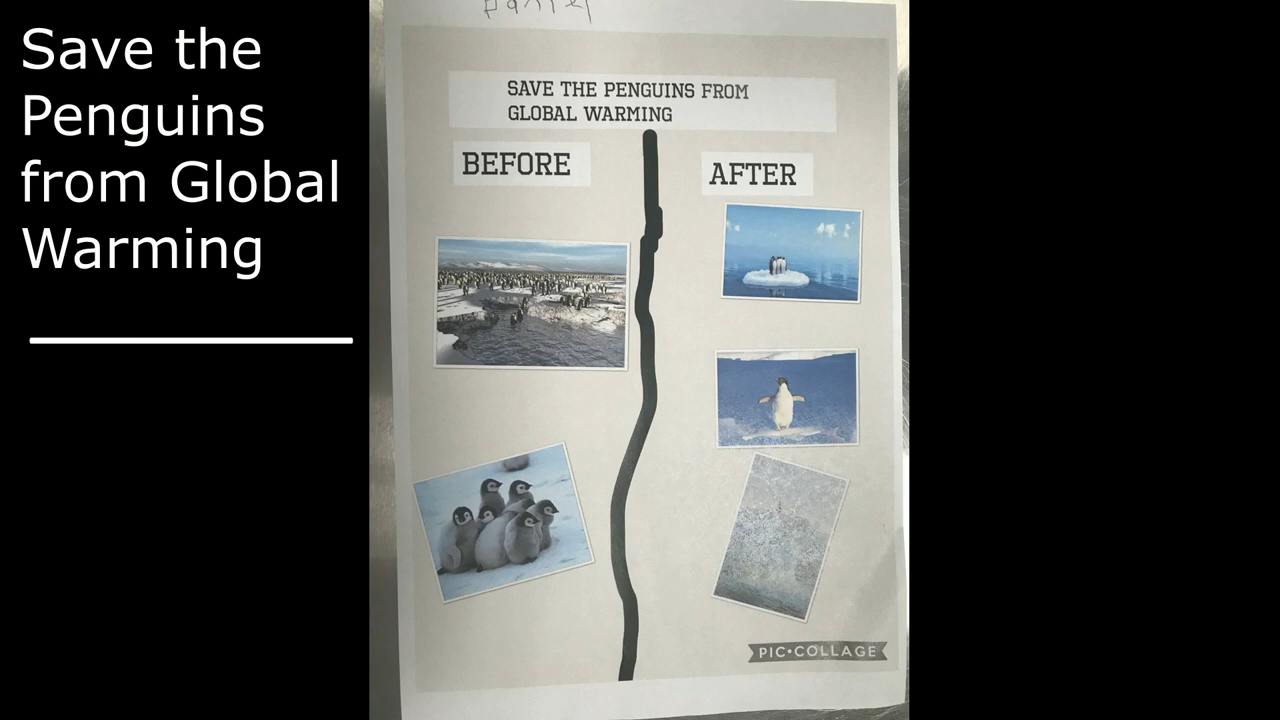 Save the
Penguins
from Global
Warming
SAVE THE PENGUINS FROM
GLOBAL WARMING
BEFORE
AFTER
PIC•COLLAGE